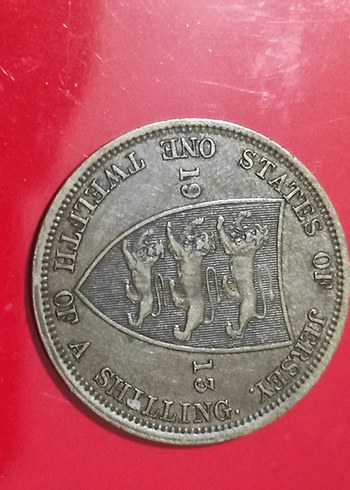 STATES OF JERSEY.
ONE TWELFTH OF A SHILLING.
19 13